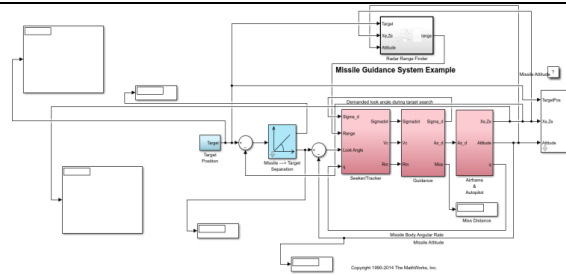 Target
Xe,Ze
Attitude
range
Radar Range Finder
Missile Guidance System Example
Missile Attitude
?
Demanded look angle during target search
TargetPos
Xe,Ze
Attitude
Sigma_d
Range
Look Angle
q
Sigmadot
Vc
Rm
Seeker/Tracker
Sigmadot
Vc
Rm
Sigma_d
Az_d
Miss
Guidance
Az_d
Xe,Ze
Attitude
q
Airframe
&
Autopilot
Target
Target
Position
Missile ---> Target
Separation
Miss Distance
Missile Body Angular Rate
Missile Attitude
Copyright 1990-2014 The MathWorks, Inc.